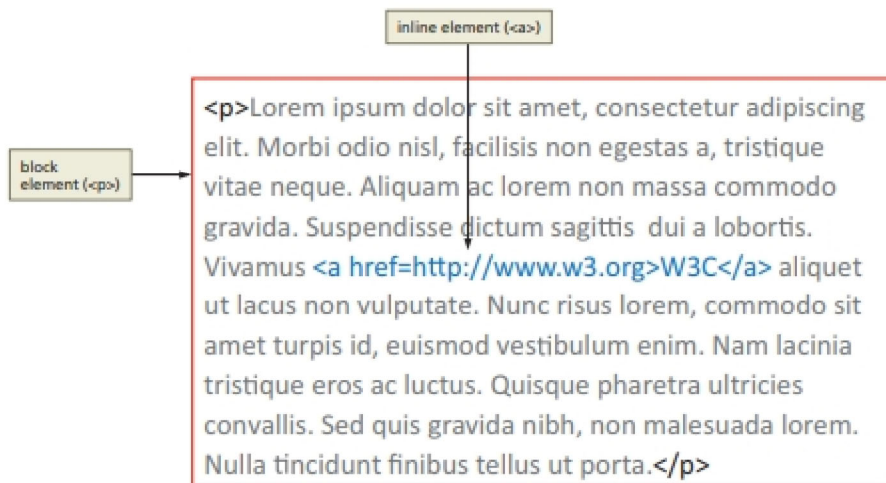 inline element (<a>)
<p>Lorem ipsum dolor sit amet, consectetur adipiscing
elit. Morbi odio nisl, facilisis non egestas a, tristique
block
element (<p>)
vitae neque. Aliquam ac lorem non massa commodo
gravida. Suspendisse dictum sagittis dui a lobortis.
Vivamus <a href=http://www.w3.org>W3C</a> aliquet
ut lacus non vulputate. Nunc risus lorem, commodo sit
amet turpis id, euismod vestibulum enim. Nam lacinia
tristique eros ac luctus. Quisque pharetra ultricies
convallis. Sed quis gravida nibh, non malesuada lorem.
Nulla tincidunt finibus tellus ut porta.</p>